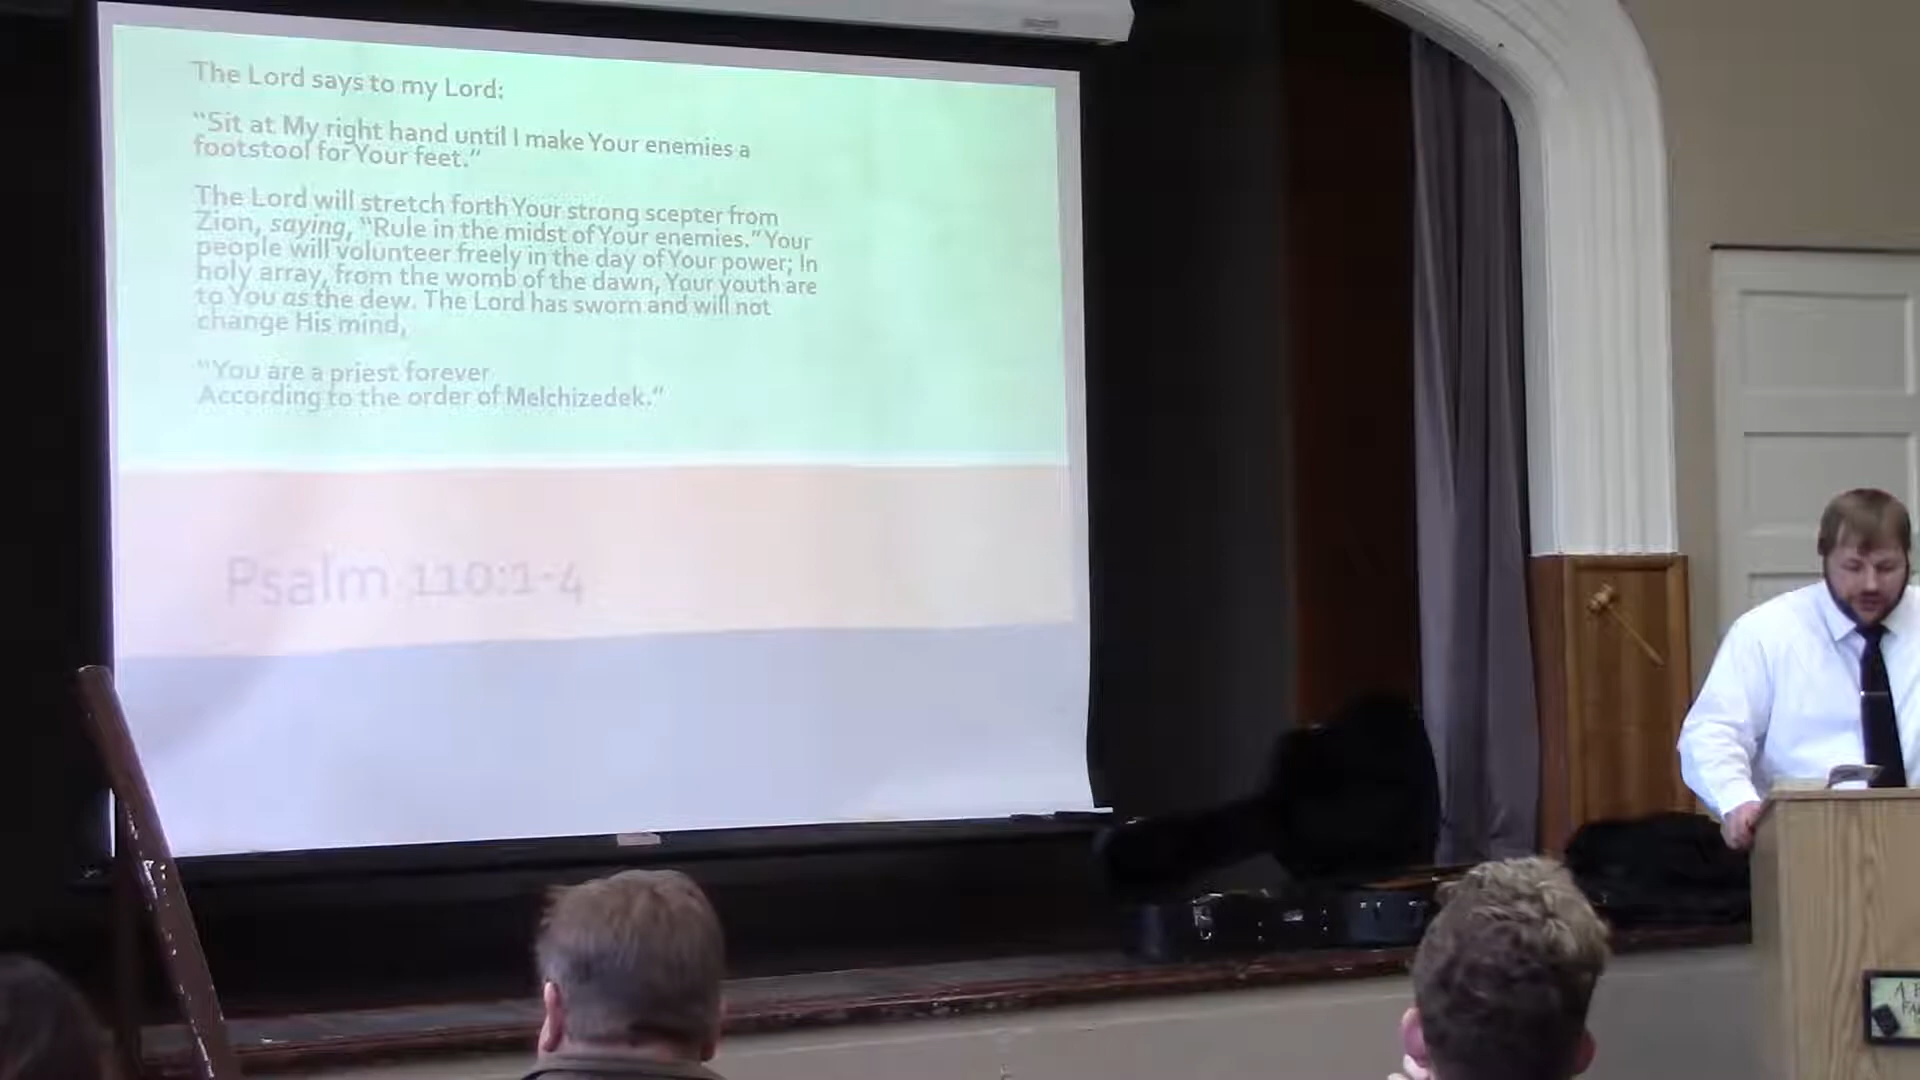 The Lord says to my Lord:
“Sit at My right hand until I make Your enemies a
footstool for Your feet.”
The Lord will stretch forth Your strong scepter from
Zion, saying, “Rule in the midst of Your enemies.” Your
people will volunteer freely in the day of Your power; In
holy array, from the womb of the dawn, Your youth are
to You as the dew. The Lord has sworn and will not
change His mind,
“You are a priest forever
According to the order of Melchizedek.”
Psalm 110:1-4